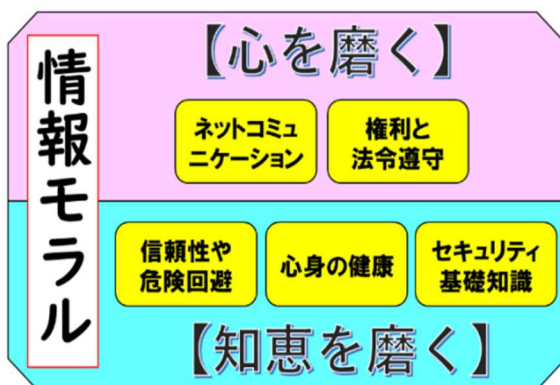 情報モラル
【心を磨く】
ネットコミュ
ニケーション
権利と
法令遵守
信頼性や
危険回避
心身の健康
セキュリティ
基礎知識
【知恵を磨く】